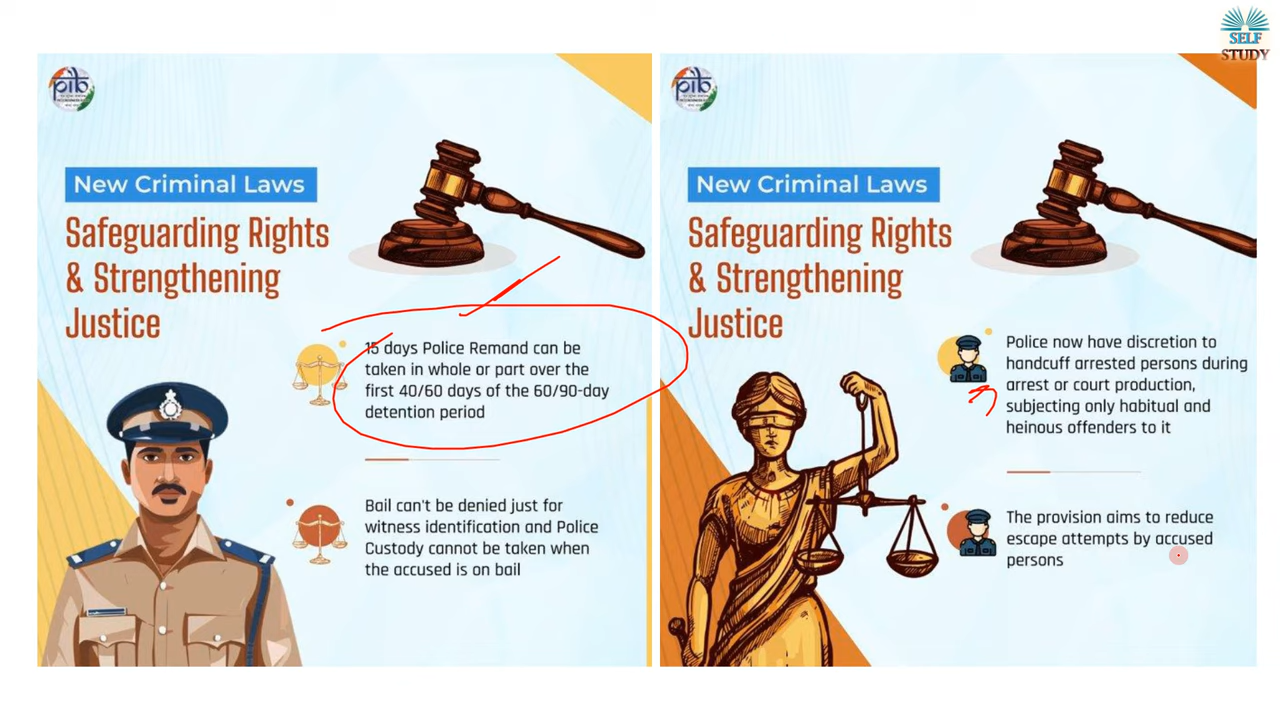 SELF
STUDY
pib
New Criminal Laws
Safeguarding Rights
& Strengthening
Justice
15 days Police Remand can be
taken in whole or part over the
first 40/60 days of the 60/90-day
detention period
Bail can't be denied just for
witness identification and Police
Custody cannot be taken when
the accused is on bail
pib
New Criminal Laws
Safeguarding Rights
& Strengthening
Justice
Police now have discretion to
handcuff arrested persons during
arrest or court production,
subjecting only habitual and
heinous offenders to it
The provision aims to reduce
escape attempts by accused
persons